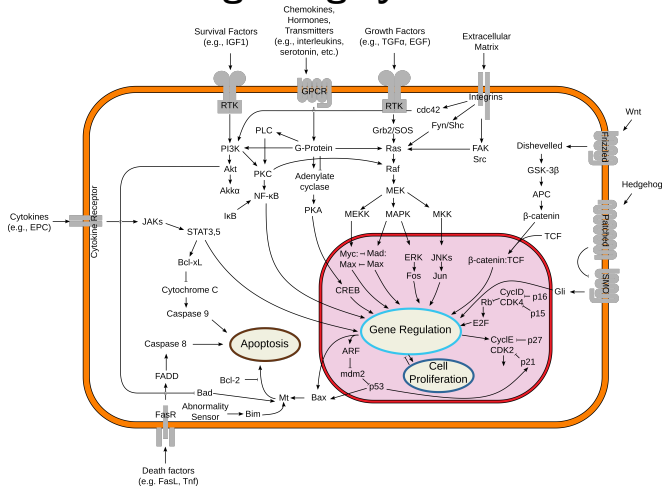 Chemokines,
Hormones,
Transmitters
(e.g., interleukins,
serotonin, etc.)
Survival Factors
(e.g., IGF1)
Growth Factors
(e.g., TGFα, EGF)
Extracellular
Matrix
RTK
GPCR
RTK
Integrins
cdc42
Wnt
PLC
Grb2/SOS
Fyn/Shc
PI3K
G-Protein
Ras
FAK
Src
Dishevelled
Frizzled
Akt
PKC
Adenylate
cyclase
Raf
GSK-3β
Akkα
NF-κB
MEK
APC
Hedgehog
IκB
PKA
MEKK
MAPK
MKK
β-catenin
Cytokines
(e.g., EPC)
Cytokine Receptor
JAKs
STAT3,5
TCF
Patched
Myc:
Mad:
Max
Max
ERK
Fos
JNKs
Jun
β-catenin:TCF
Bcl-xL
Cytochrome C
CREB
CycID
p16
Rb
CDK4
p15
Gli
SMO
Caspase 9
Gene Regulation
E2F
Caspase 8
Apoptosis
ARF
CycIE
p27
CDK2
p21
FADD
Bcl-2
mdm2
Cell
Proliferation
p53
Bad
Mt
Bax
FasR
Abnormality
Sensor
Bim
Death factors
(e.g. FasL, Tnf)